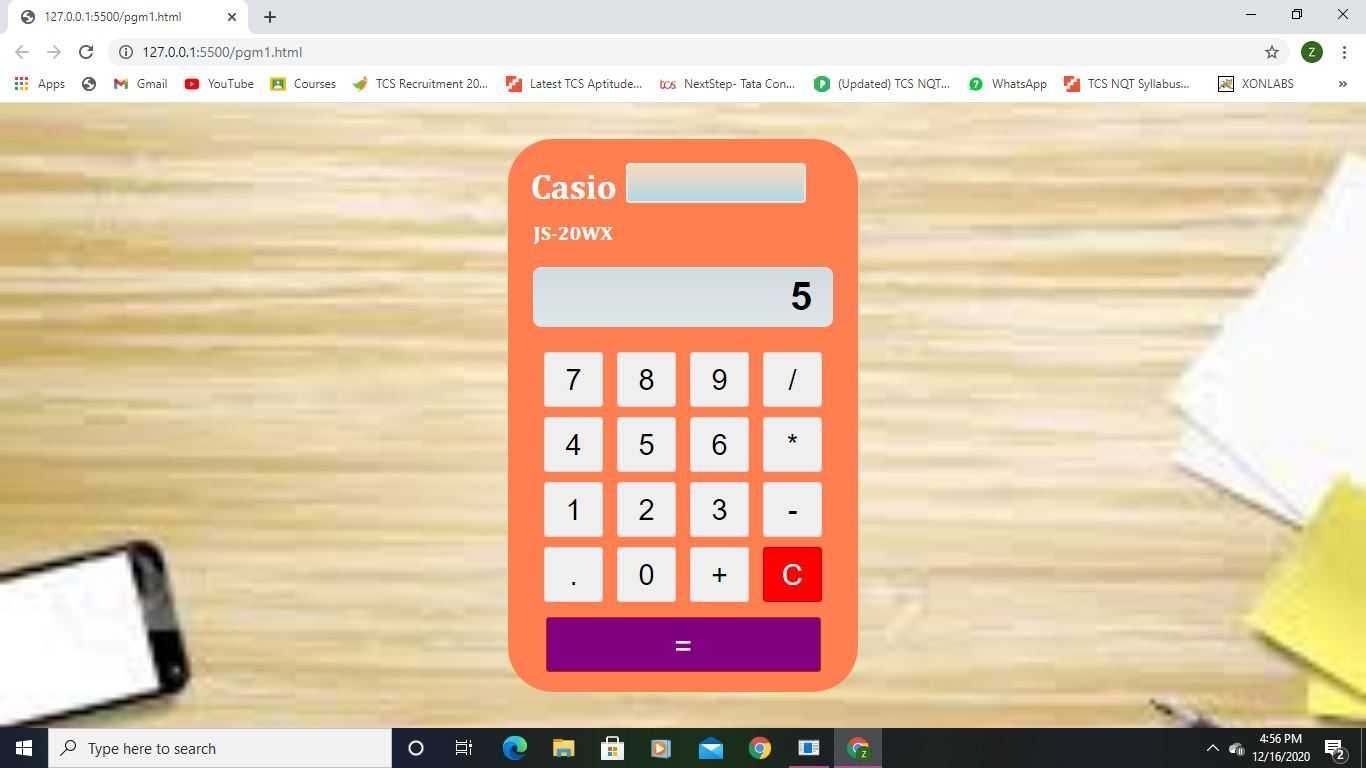 127.0.0.1:5500/pgm1.html
127.0.0.1:5500/pgm1.html
Z
Apps Gmail YouTube Courses TCS Recruitment 20... Latest TCS Aptitude... tcs NextStep- Tata Con... (Updated) TCS NQT... 7 WhatsApp TCS NQT Syllabus... XONLABS »
Casio
JS-20WX
5
7 8 9 /
4 5 6 *
1 2 3 -
. 0 + C
=
Type here to search
Z
4:56 PM
12/16/2020
2